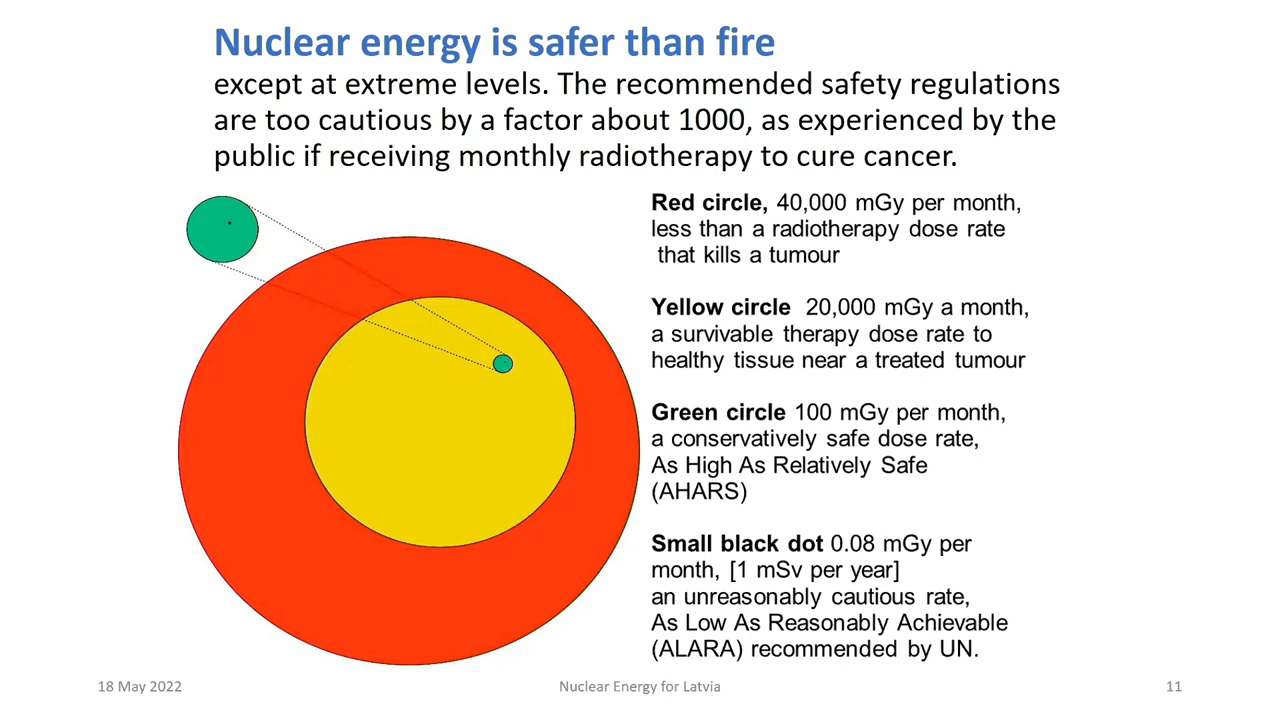 Nuclear energy is safer than fire
except at extreme levels. The recommended safety regulations
are too cautious by a factor about 1000, as experienced by the
public if receiving monthly radiotherapy to cure cancer.
Red circle, 40,000 mGy per month,
less than a radiotherapy dose rate
that kills a tumour
Yellow circle 20,000 mGy a month,
a survivable therapy dose rate to
healthy tissue near a treated tumour
Green circle 100 mGy per month,
a conservatively safe dose rate,
As High As Relatively Safe
(AHARS)
Small black dot 0.08 mGy per
month, [1 mSv per year]
an unreasonably cautious rate,
As Low As Reasonably Achievable
(ALARA) recommended by UN.
18 May 2022
Nuclear Energy for Latvia
11